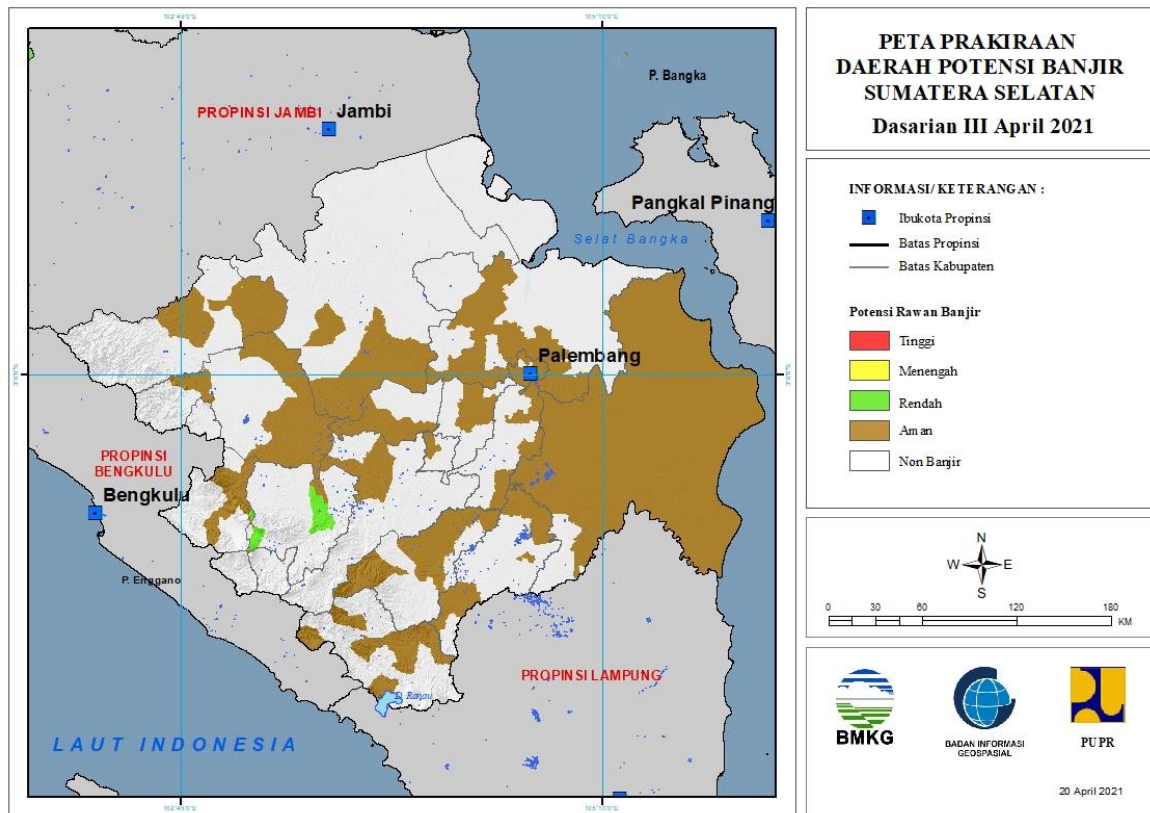 PETA PRAKIRAAN
DAERAH POTENSI BANJIR
SUMATERA SELATAN
Dasarian III April 2021
P. Bangka
PROPINSI JAMBI
Jambi
Pangkal Pinang
Selat Bangka
Palembang
PROPINSI
BENGKULU
Bengkulu
P. Enggano
PROPINSI LAMPUNG
D. Ranau
LAUT INDONESIA
INFORMASI/ KETERANGAN :
Ibukota Propinsi
Batas Propinsi
Batas Kabupaten
Potensi Rawan Banjir
Tinggi
Menengah
Rendah
Aman
Non Banjir
N
W E
S
0 30 60 120 180
KM
BMKG
BADAN INFORMASI
GEOSPASIAL
PUPR
20 April 2021